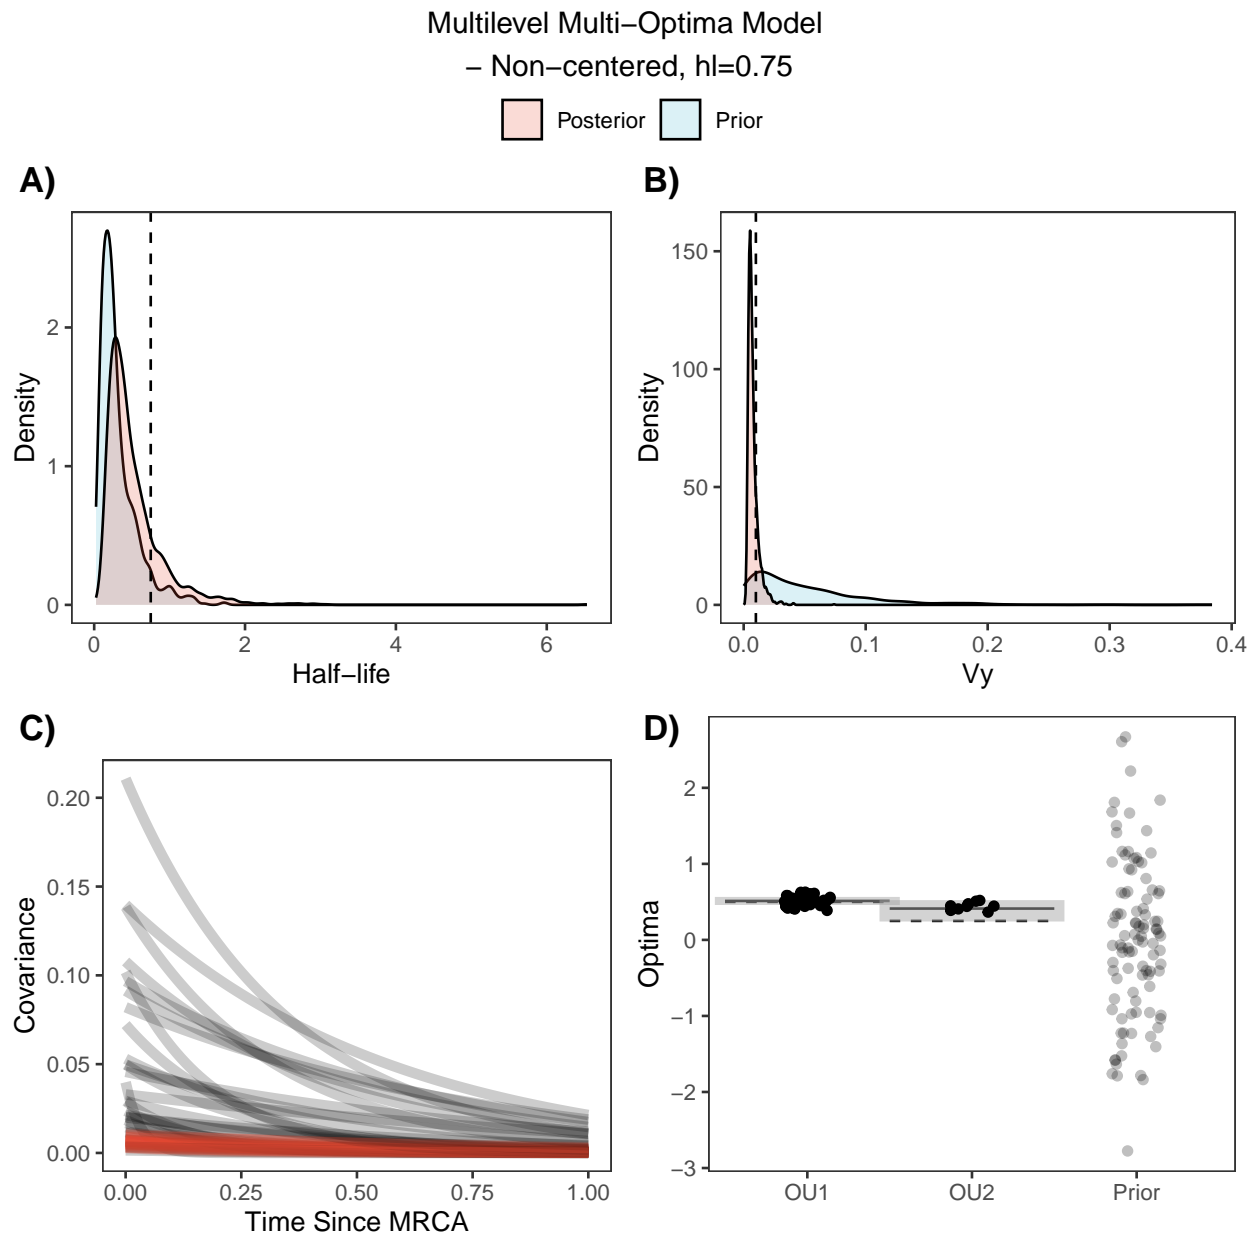 Multilevel Multi−Optima Model
− Non−centered, hl=0.75
Posterior Prior
A)
Density
0
1
2
0 2 4 6
Half−life
B)
Density
0
50
100
150
0.0 0.1 0.2 0.3 0.4
Vy
C)
Covariance
0.20
0.15
0.10
0.05
0.00
0.00 0.25 0.50 0.75 1.00
Time Since MRCA
D)
Optima
2
1
0
−1
−2
−3
OU1 OU2 Prior